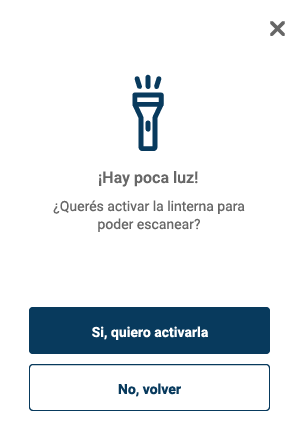 ¡Hay poca luz!
¿Querés activar la linterna para
poder escanear?
Si, quiero activarla
No, volver